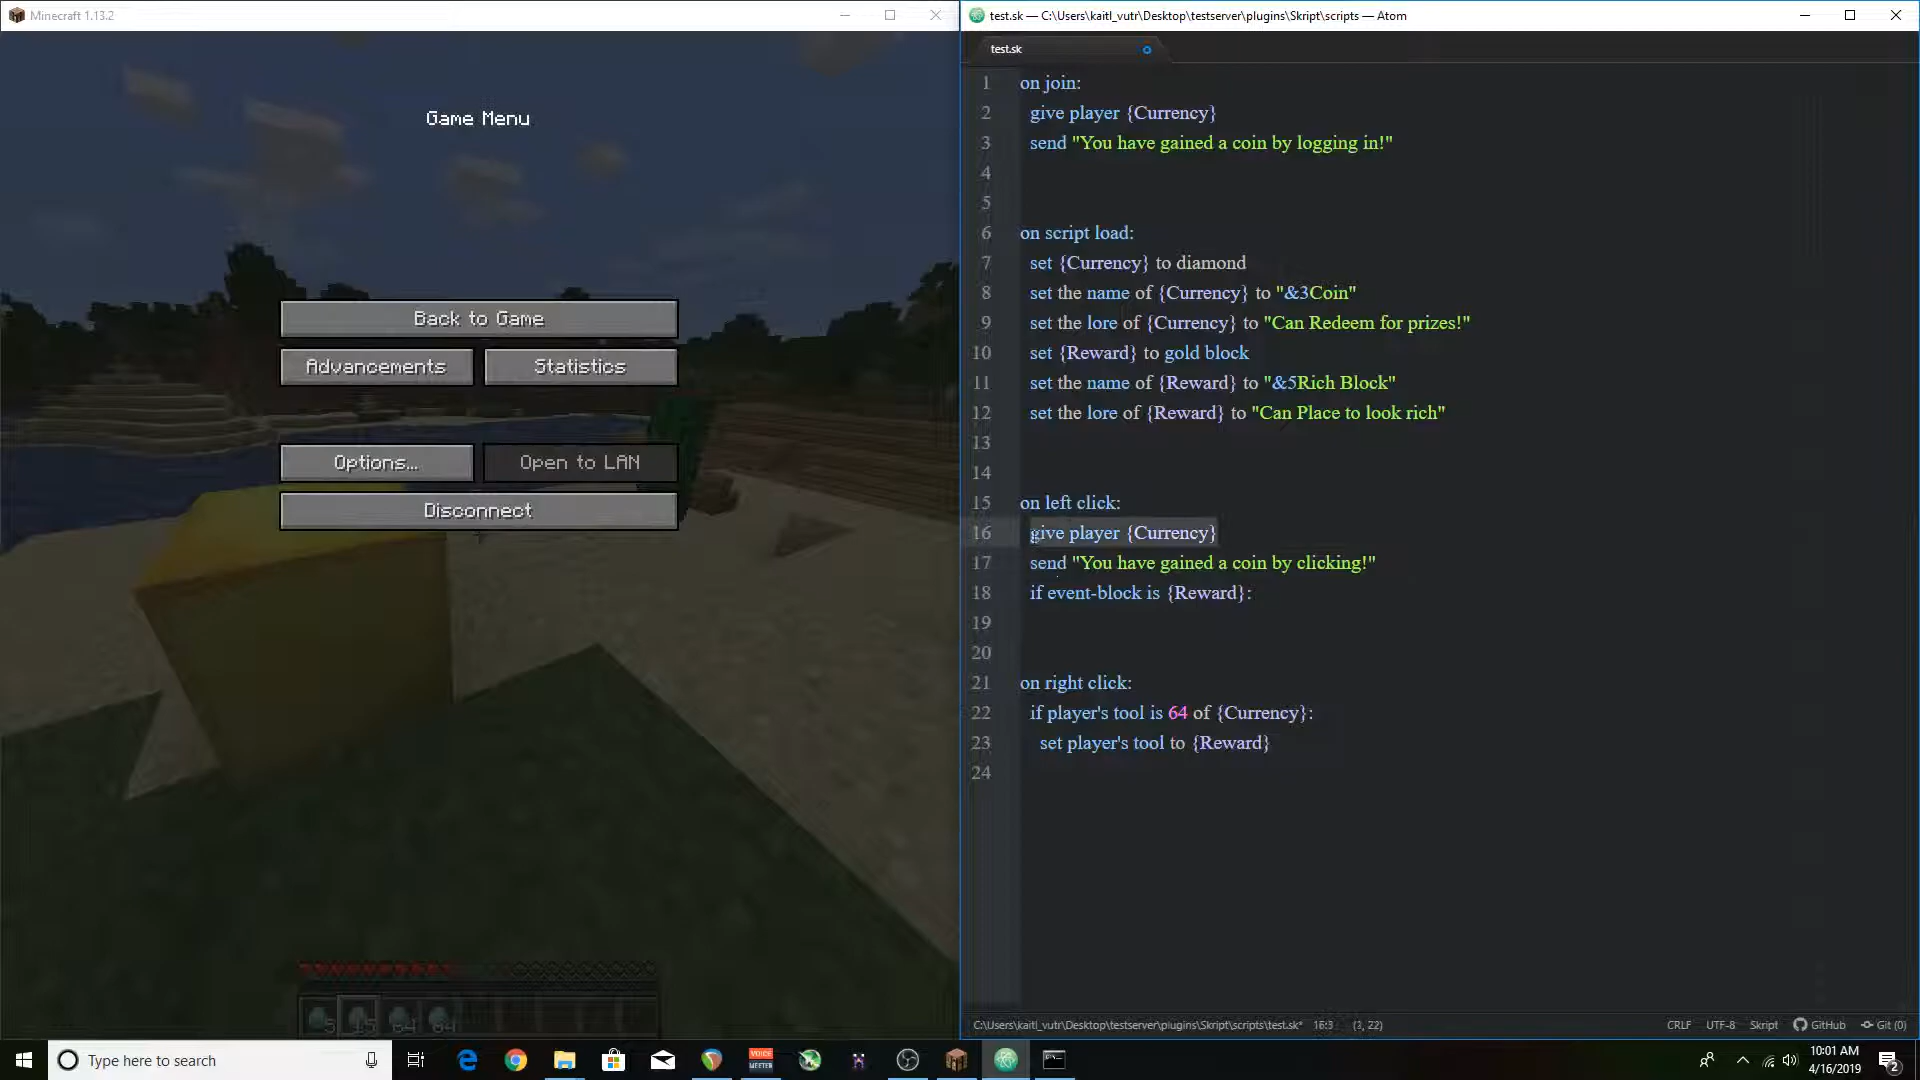 Minecraft 1.13.2
Game Menu
Back to Game
Advancements
Statistics
Options...
Open to LAN
Disconnect
5
15
64
64
test.sk — C:\Users\kaitl_vutr\Desktop\testserver\plugins\Skript\scripts — Atom
test.sk
1 on join:
2 give player {Currency}
3 send "You have gained a coin by logging in!"
4
5
6 on script load:
7 set {Currency} to diamond
8 set the name of {Currency} to "&3Coin"
9 set the lore of {Currency} to "Can Redeem for prizes!"
10 set {Reward} to gold block
11 set the name of {Reward} to "&5Rich Block"
12 set the lore of {Reward} to "Can Place to look rich"
13
14
15 on left click:
16 give player {Currency}
17 send "You have gained a coin by clicking!"
18 if event-block is {Reward}:
19
20
21 on right click:
22 if player's tool is 64 of {Currency}:
23 set player's tool to {Reward}
24
C:\Users\kaitl_vutr\Desktop\testserver\plugins\Skript\scripts\test.sk* 16:3 (3, 22)
CRLF UTF-8 Skript GitHub Git (0)
Type here to search
VOICE MEETER
10:01 AM
4/16/2019
2